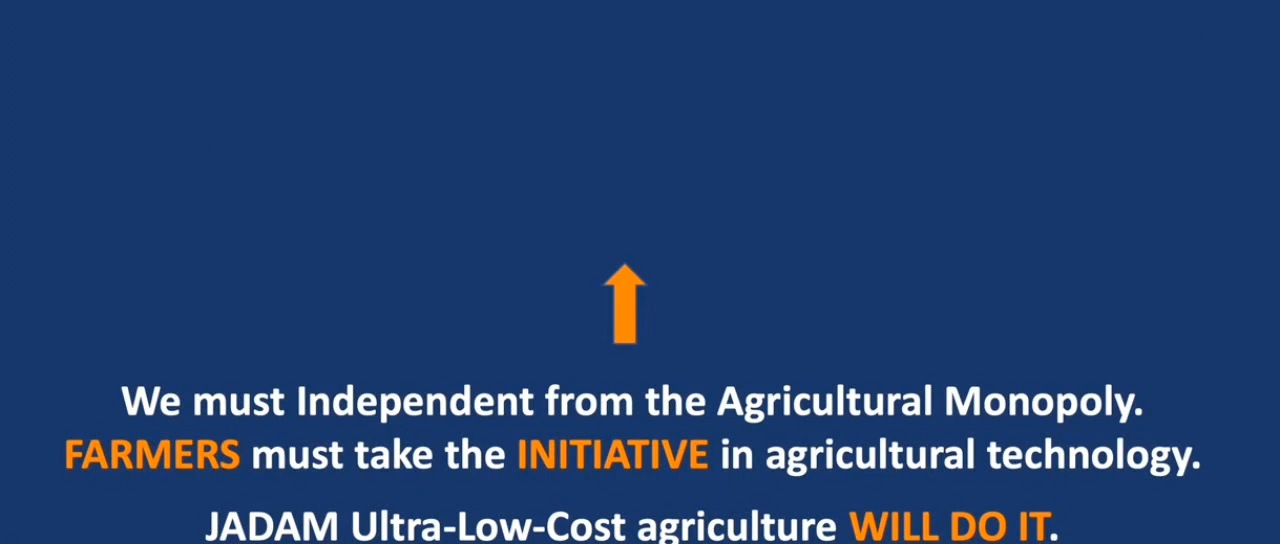 We must Independent from the Agricultural Monopoly.
FARMERS must take the INITIATIVE in agricultural technology.
JADAM Ultra-Low-Cost agriculture WILL DO IT.